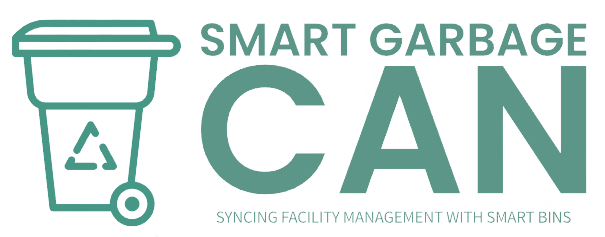 SMART GARBAGE
CAN
SYNCING FACILITY MANAGEMENT WITH SMART BINS